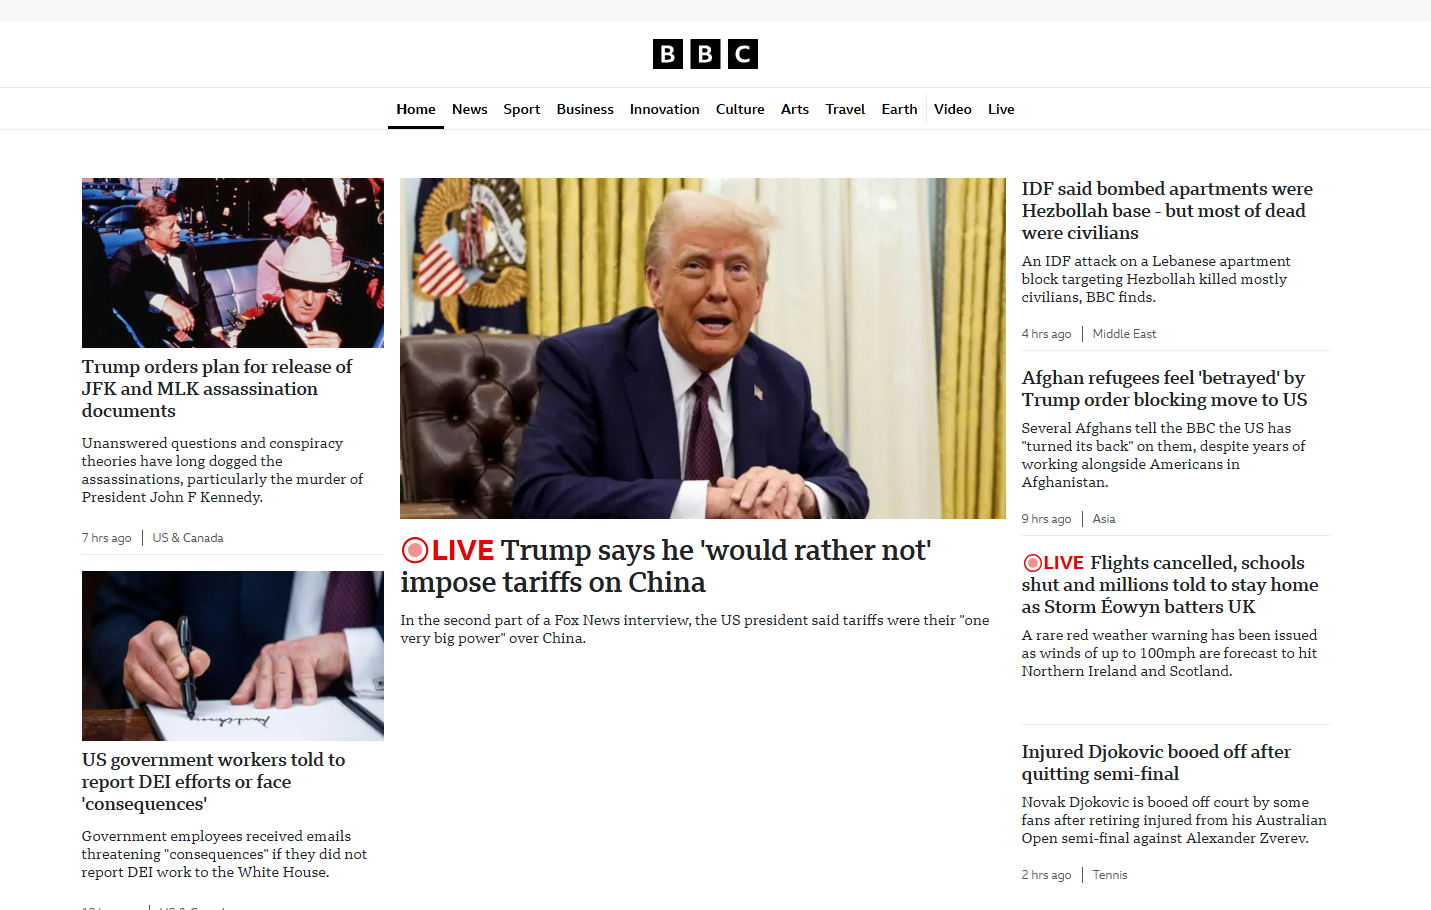 BBC
Home News Sport Business Innovation Culture Arts Travel Earth Video Live
Trump orders plan for release of
JFK and MLK assassination
documents
Unanswered questions and conspiracy
theories have long dogged the
assassinations, particularly the murder of
President John F Kennedy.
7 hrs ago | US & Canada
US government workers told to
report DEI efforts or face
'consequences'
Government employees received emails
threatening "consequences" if they did not
report DEI work to the White House.
LIVE Trump says he 'would rather not'
impose tariffs on China
In the second part of a Fox News interview, the US president said tariffs were their "one
very big power" over China.
IDF said bombed apartments were
Hezbollah base - but most of dead
were civilians
An IDF attack on a Lebanese apartment
block targeting Hezbollah killed mostly
civilians, BBC finds.
4 hrs ago | Middle East
Afghan refugees feel 'betrayed' by
Trump order blocking move to US
Several Afghans tell the BBC the US has
"turned its back" on them, despite years of
working alongside Americans in
Afghanistan.
9 hrs ago | Asia
LIVE Flights cancelled, schools
shut and millions told to stay home
as Storm Éowyn batters UK
A rare red weather warning has been issued
as winds of up to 100mph are forecast to hit
Northern Ireland and Scotland.
Injured Djokovic booed off after
quitting semi-final
Novak Djokovic is booed off court by some
fans after retiring injured from his Australian
Open semi-final against Alexander Zverev.
2 hrs ago | Tennis